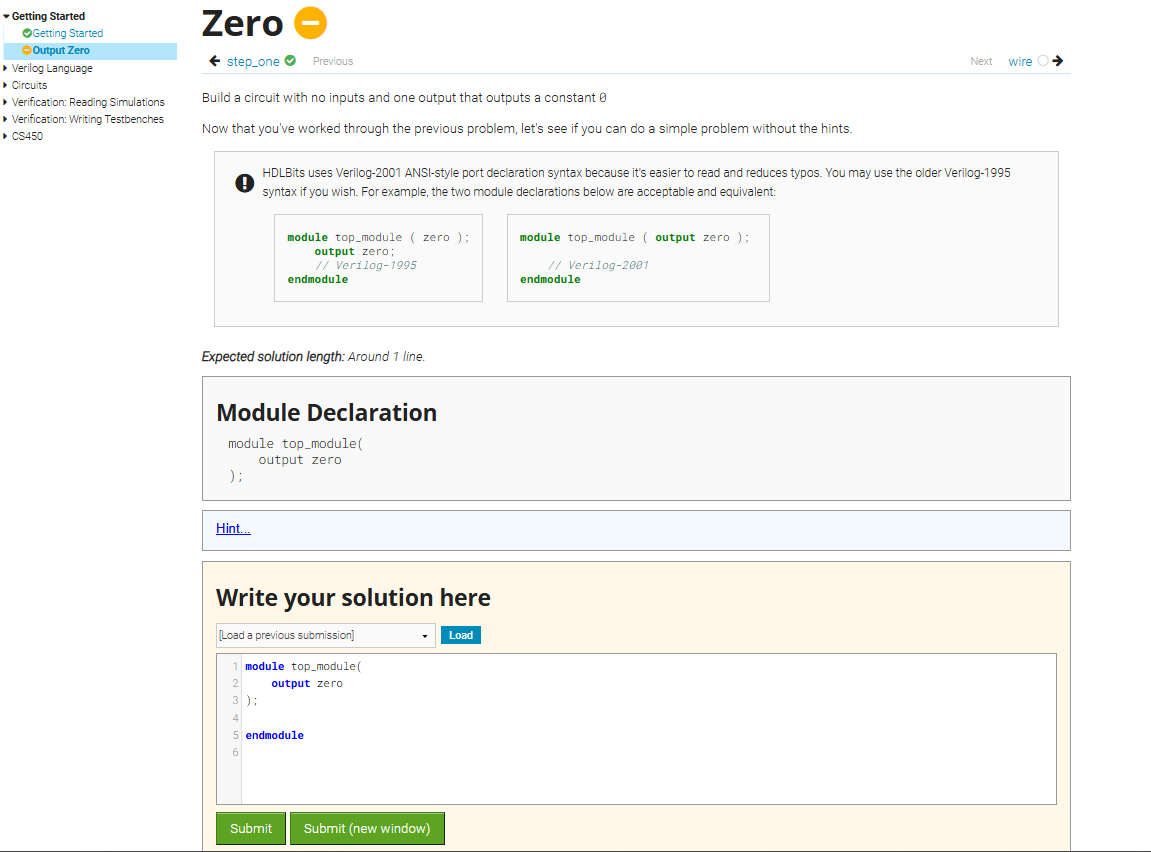 Getting Started
Getting Started
Output Zero
Verilog Language
Circuits
Verification: Reading Simulations
Verification: Writing Testbenches
CS450
Zero
step_one Previous
Next wire
Build a circuit with no inputs and one output that outputs a constant 0
Now that you've worked through the previous problem, let's see if you can do a simple problem without the hints.
HDLBits uses Verilog-2001 ANSI-style port declaration syntax because it's easier to read and reduces typos. You may use the older Verilog-1995
syntax if you wish. For example, the two module declarations below are acceptable and equivalent:
module top_module ( zero );
    output zero;
    // Verilog-1995
endmodule
module top_module ( output zero );
    // Verilog-2001
endmodule
Expected solution length: Around 1 line.
Module Declaration
module top_module(
    output zero
);
Hint...
Write your solution here
[Load a previous submission] Load
1 module top_module(
2     output zero
3 );
4
5 endmodule
6
Submit Submit (new window)